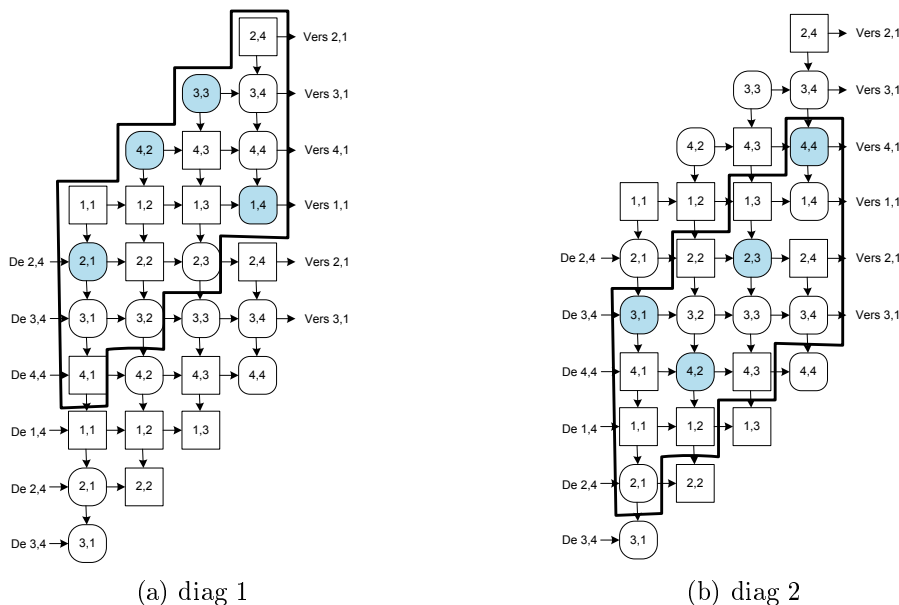 2,4 Vers 2,1
3,3 3,4 Vers 3,1
4,2 4,3 4,4 Vers 4,1
1,1 1,2 1,3 1,4 Vers 1,1
De 2,4 2,1 2,2 2,3 2,4 Vers 2,1
De 3,4 3,1 3,2 3,3 3,4 Vers 3,1
De 4,4 4,1 4,2 4,3 4,4
De 1,4 1,1 1,2 1,3
De 2,4 2,1 2,2
De 3,4 3,1
(a) diag 1
2,4 Vers 2,1
3,3 3,4 Vers 3,1
4,2 4,3 4,4 Vers 4,1
1,1 1,2 1,3 1,4 Vers 1,1
De 2,4 2,1 2,2 2,3 2,4 Vers 2,1
De 3,4 3,1 3,2 3,3 3,4 Vers 3,1
De 4,4 4,1 4,2 4,3 4,4
De 1,4 1,1 1,2 1,3
De 2,4 2,1 2,2
De 3,4 3,1
(b) diag 2